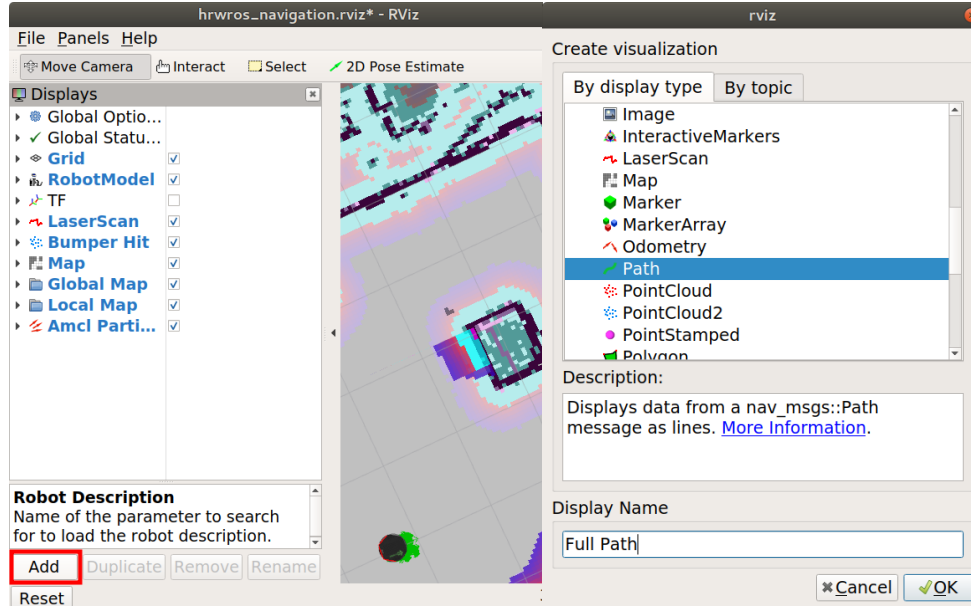 hrwros_navigation.rviz* - RViz
File Panels Help
Move Camera Interact Select 2D Pose Estimate
Displays
Global Optio...
Global Statu...
Grid
RobotModel
TF
LaserScan
Bumper Hit
Map
Global Map
Local Map
Amcl Parti...
Robot Description
Name of the parameter to search
for to load the robot description.
Add Duplicate Remove Rename
Reset
rviz
Create visualization
By display type By topic
Image
InteractiveMarkers
LaserScan
Map
Marker
MarkerArray
Odometry
Path
PointCloud
PointCloud2
PointStamped
Polygon
Description:
Displays data from a nav_msgs::Path
message as lines. More Information.
Display Name
Full Path
Cancel OK